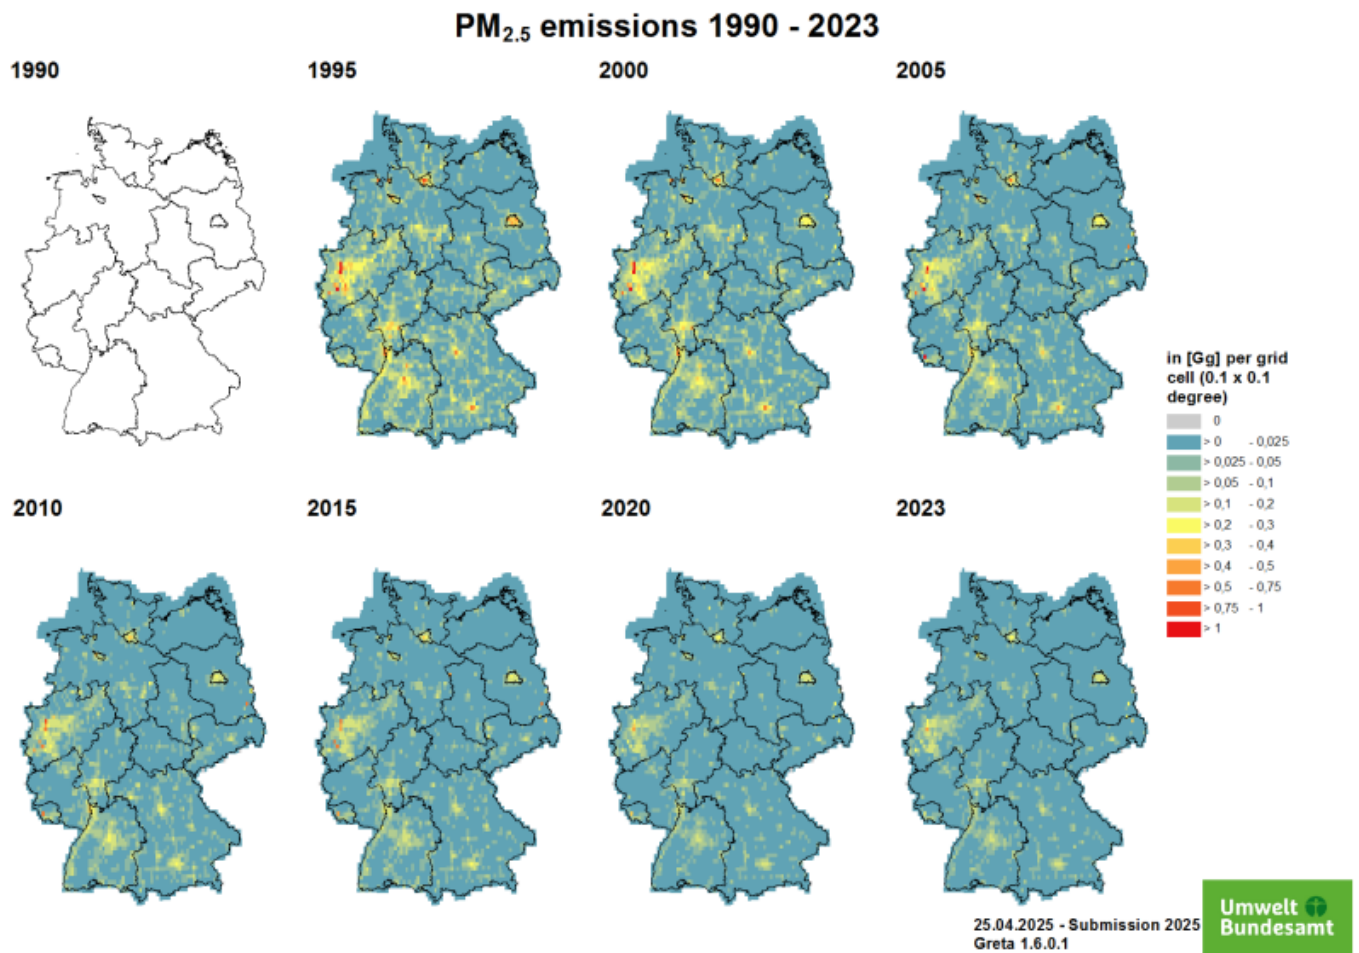 PM2.5 emissions 1990 - 2023
1990
1995
2000
2005
in [Gg] per grid
cell (0.1 x 0.1
degree)
0
> 0 - 0,025
> 0,025 - 0,05
> 0,05 - 0,1
> 0,1 - 0,2
> 0,2 - 0,3
> 0,3 - 0,4
> 0,4 - 0,5
> 0,5 - 0,75
> 0,75 - 1
> 1
2010
2015
2020
2023
25.04.2025 - Submission 2025
Greta 1.6.0.1
Umwelt
Bundesamt